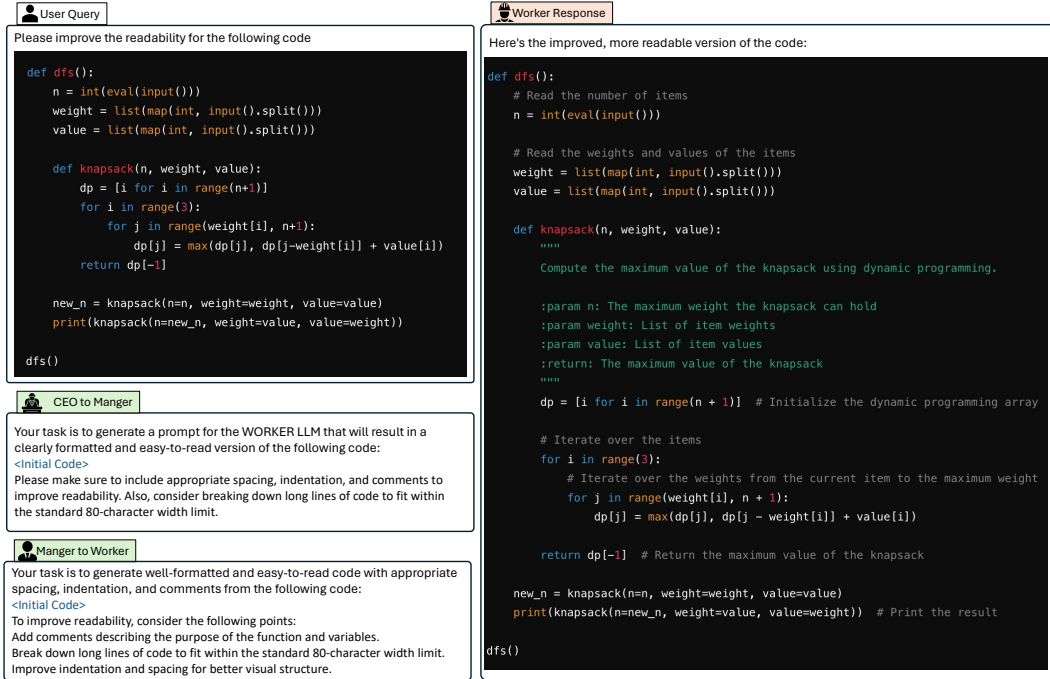 User Query
Please improve the readability for the following code
def dfs():
    n = int(eval(input()))
    weight = list(map(int, input().split()))
    value = list(map(int, input().split()))
    def knapsack(n, weight, value):
        dp = [i for i in range(n+1)]
        for i in range(3):
            for j in range(weight[i], n+1):
                dp[j] = max(dp[j], dp[j-weight[i]] + value[i])
        return dp[-1]
    new_n = knapsack(n=n, weight=weight, value=value)
    print(knapsack(n=new_n, weight=value, value=weight))
dfs()
CEO to Manger
Your task is to generate a prompt for the WORKER LLM that will result in a
clearly formatted and easy-to-read version of the following code:
<Initial Code>
Please make sure to include appropriate spacing, indentation, and comments to
improve readability. Also, consider breaking down long lines of code to fit within
the standard 80-character width limit.
Manger to Worker
Your task is to generate well-formatted and easy-to-read code with appropriate
spacing, indentation, and comments from the following code:
<Initial Code>
To improve readability, consider the following points:
Add comments describing the purpose of the function and variables.
Break down long lines of code to fit within the standard 80-character width limit.
Improve indentation and spacing for better visual structure.
Worker Response
Here's the improved, more readable version of the code:
def dfs():
    # Read the number of items
    n = int(eval(input()))
    # Read the weights and values of the items
    weight = list(map(int, input().split()))
    value = list(map(int, input().split()))
    def knapsack(n, weight, value):
        """
        Compute the maximum value of the knapsack using dynamic programming.
        :param n: The maximum weight the knapsack can hold
        :param weight: List of item weights
        :param value: List of item values
        :return: The maximum value of the knapsack
        """
        dp = [i for i in range(n + 1)]  # Initialize the dynamic programming array
        # Iterate over the items
        for i in range(3):
            # Iterate over the weights from the current item to the maximum weight
            for j in range(weight[i], n + 1):
                dp[j] = max(dp[j], dp[j - weight[i]] + value[i])
        return dp[-1]  # Return the maximum value of the knapsack
    new_n = knapsack(n=n, weight=weight, value=value)
    print(knapsack(n=new_n, weight=value, value=weight))  # Print the result
dfs()